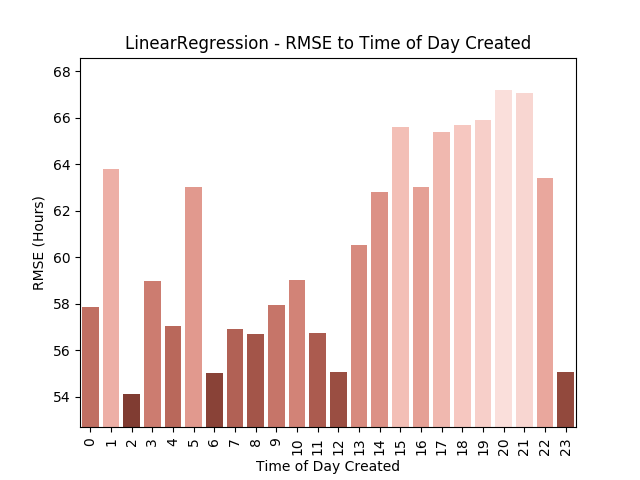 LinearRegression - RMSE to Time of Day Created
68
66
64
62
60
58
56
54
RMSE (Hours)
0 1 2 3 4 5 6 7 8 9 10 11 12 13 14 15 16 17 18 19 20 21 22 23
Time of Day Created